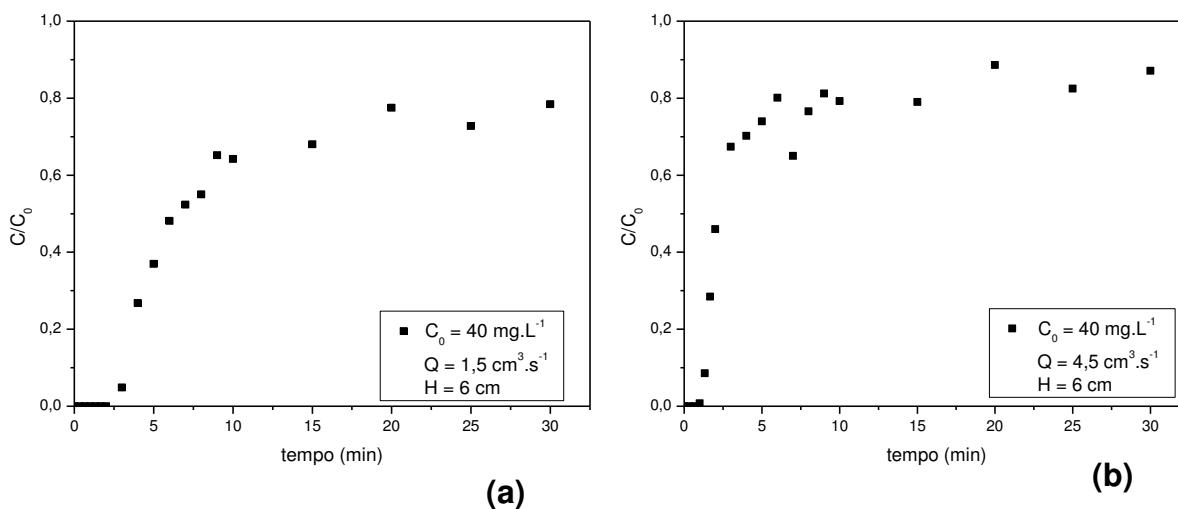 1,0
0,8
0,6
0,4
0,2
0,0
C/C₀
0 5 10 15 20 25 30
tempo (min)
C₀ = 40 mg.L⁻¹
Q = 1,5 cm³.s⁻¹
H = 6 cm
(a)
1,0
0,8
0,6
0,4
0,2
0,0
C/C₀
0 5 10 15 20 25 30
tempo (min)
C₀ = 40 mg.L⁻¹
Q = 4,5 cm³.s⁻¹
H = 6 cm
(b)